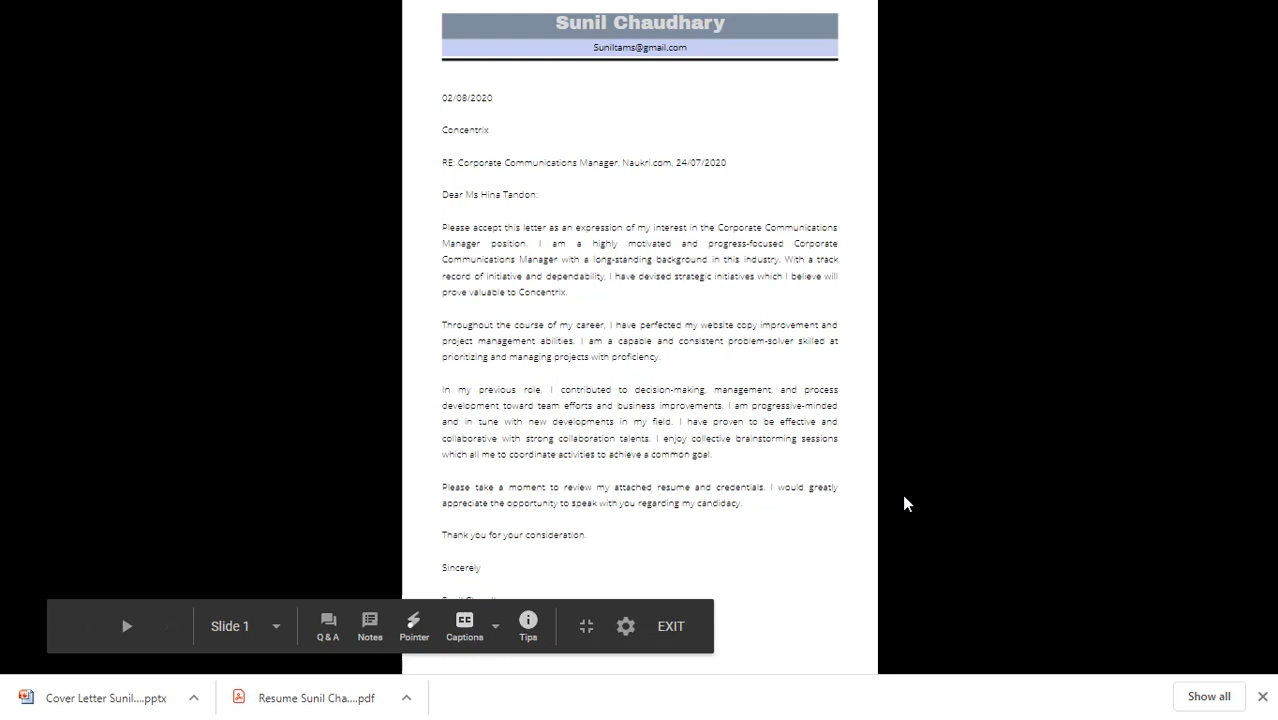 Sunil Chaudhary
Suniltams@gmail.com
02/08/2020
Concentrix
RE: Corporate Communications Manager, Naukri.com, 24/07/2020
Dear Ms Hina Tandon:
Please accept this letter as an expression of my interest in the Corporate Communications
Manager position. I am a highly motivated and progress-focused Corporate
Communications Manager with a long-standing background in this industry. With a track
record of initiative and dependability, I have devised strategic initiatives which I believe will
prove valuable to Concentrix.
Throughout the course of my career, I have perfected my website copy improvement and
project management abilities. I am a capable and consistent problem-solver skilled at
prioritizing and managing projects with proficiency.
In my previous role, I contributed to decision-making, management, and process
development toward team efforts and business improvements. I am progressive-minded
and in tune with new developments in my field. I have proven to be effective and
collaborative with strong collaboration talents. I enjoy collective brainstorming sessions
which all me to coordinate activities to achieve a common goal.
Please take a moment to review my attached resume and credentials. I would greatly
appreciate the opportunity to speak with you regarding my candidacy.
Thank you for your consideration.
Sincerely
Slide 1
Q & A
Notes
Pointer
CC
Captions
Tips
EXIT
Cover Letter Sunil....pptx
Resume Sunil Cha....pdf
Show all